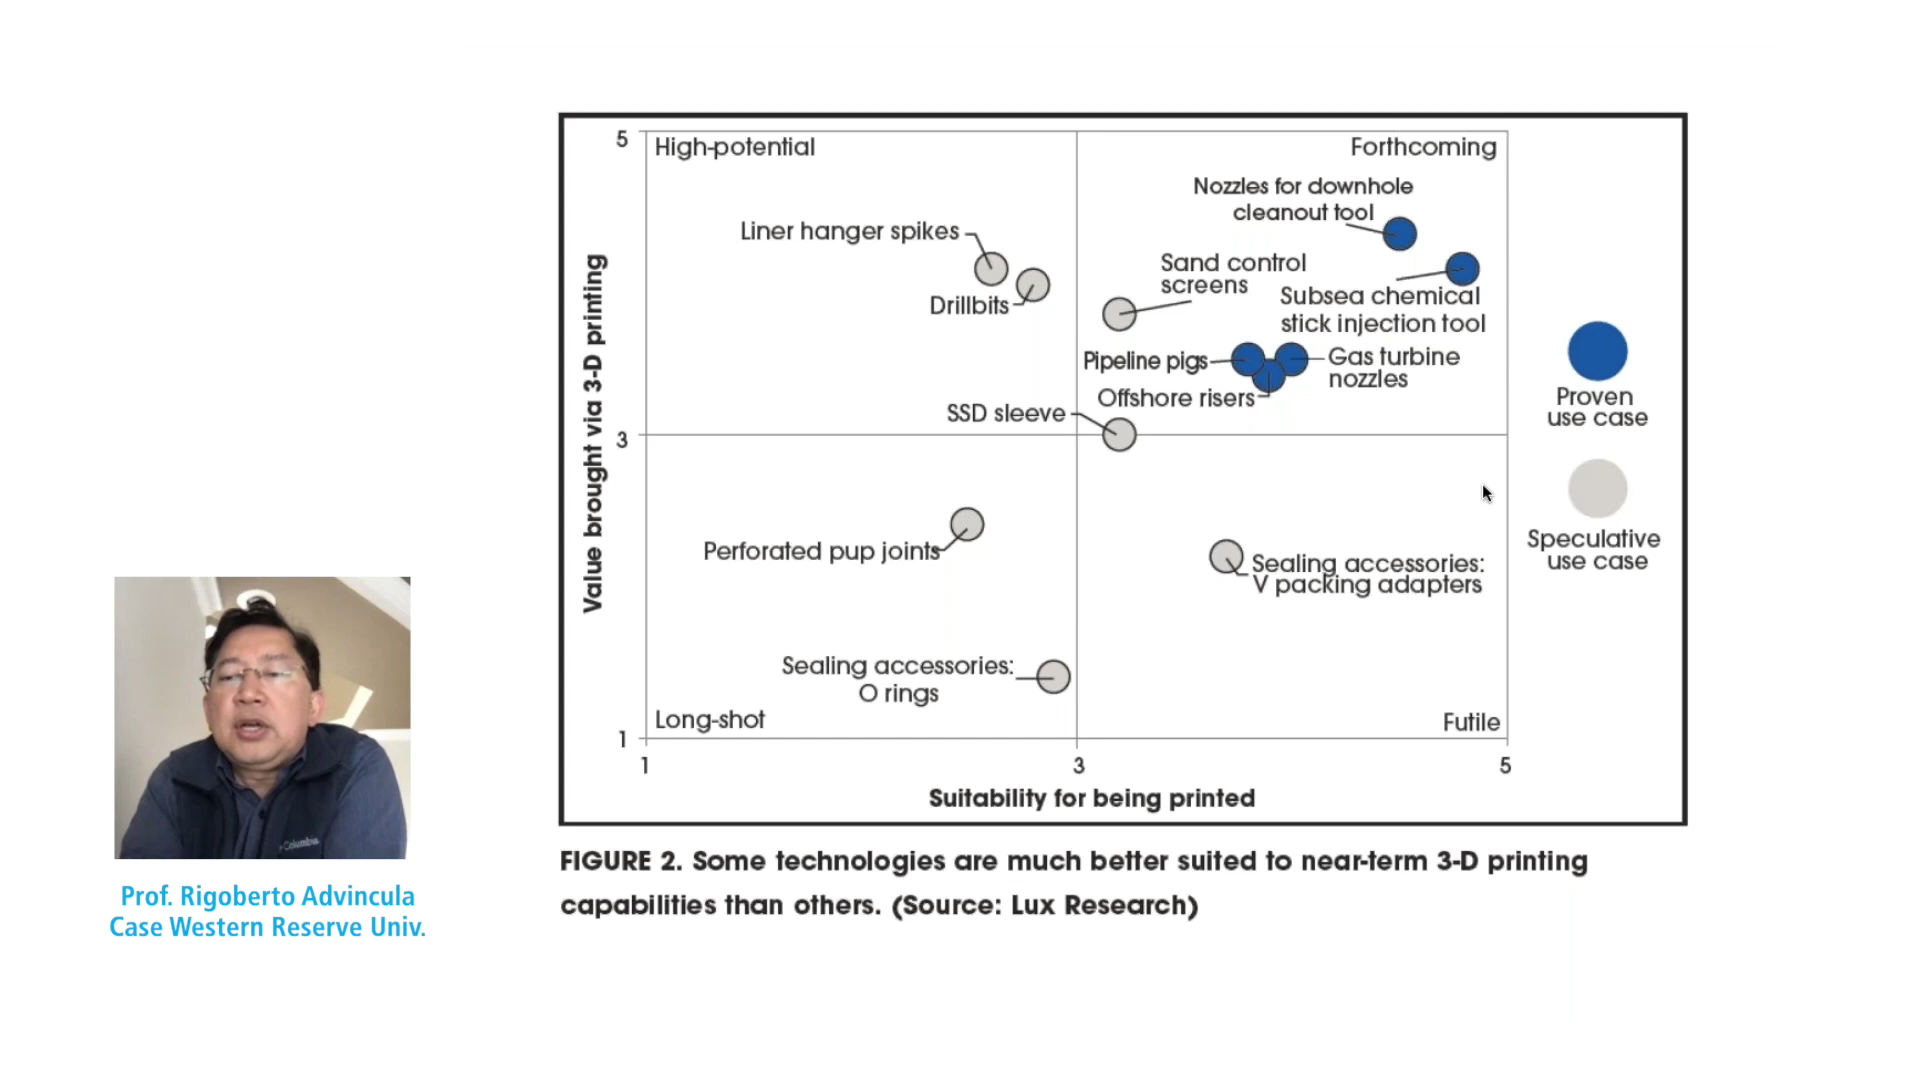 5
High-potential
Forthcoming
Nozzles for downhole
cleanout tool
Liner hanger spikes
Sand control
screens
Drillbits
Subsea chemical
stick injection tool
Pipeline pigs
Gas turbine
nozzles
Offshore risers
SSD sleeve
3
Value brought via 3-D printing
Proven
use case
Speculative
use case
Perforated pup joints
Sealing accessories:
V packing adapters
Sealing accessories:
O rings
Long-shot
Futile
1
1
3
5
Suitability for being printed
FIGURE 2. Some technologies are much better suited to near-term 3-D printing
capabilities than others. (Source: Lux Research)
Columbia
Prof. Rigoberto Advincula
Case Western Reserve Univ.